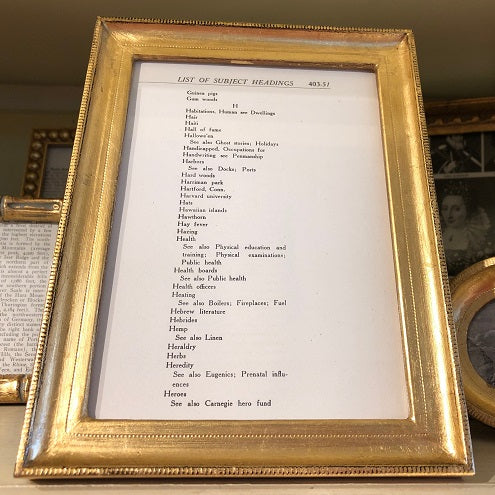 LIST OF SUBJECT HEADINGS 403-51
Guinea pigs
Gum woods
H
Habitations, Human see Dwellings
Hair
Haiti
Hall of fame
Hallowe'en
See also Ghost stories; Holidays
Handicapped, Occupations for
Handwriting see Penmanship
Harbors
See also Docks; Ports
Hard woods
Harriman park
Hartford, Conn.
Harvard university
Hats
Hawaiian islands
Hawthorn
Hay fever
Hazing
Health
See also Physical education and
training; Physical examinations;
Public health
Health boards
See also Public health
Health officers
Heating
See also Boilers; Fireplaces; Fuel
Hebrew literature
Hebrides
Hemp
See also Linen
Heraldry
Herbs
Heredity
See also Eugenics; Prenatal influ-
ences
Heroes
See also Carnegie hero fund